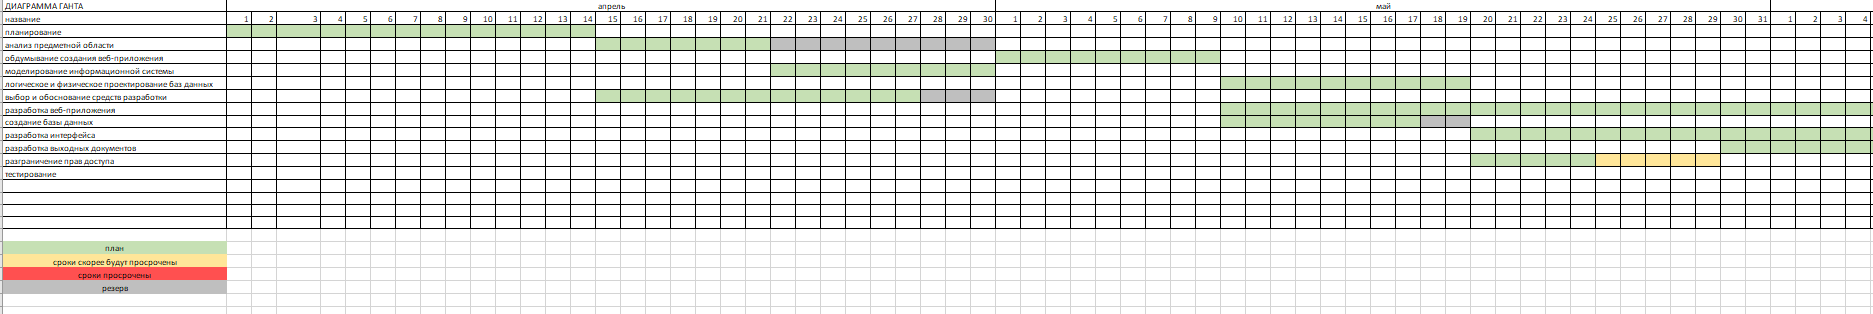 ДИАГРАММА ГАНТА апрель май
название 1 2 3 4 5 6 7 8 9 10 11 12 13 14 15 16 17 18 19 20 21 22 23 24 25 26 27 28 29 30 1 2 3 4 5 6 7 8 9 10 11 12 13 14 15 16 17 18 19 20 21 22 23 24 25 26 27 28 29 30 31 1 2 3 4
планирование
анализ предметной области
обдумывание создания веб-приложения
моделирование информационной системы
логическое и физическое проектирование баз данных
выбор и обоснование средств разработки
разработка веб-приложения
создание базы данных
разработка интерфейса
разработка выходных документов
разграничение прав доступа
тестирование
план
сроки скорее будут просрочены
сроки просрочены
резерв